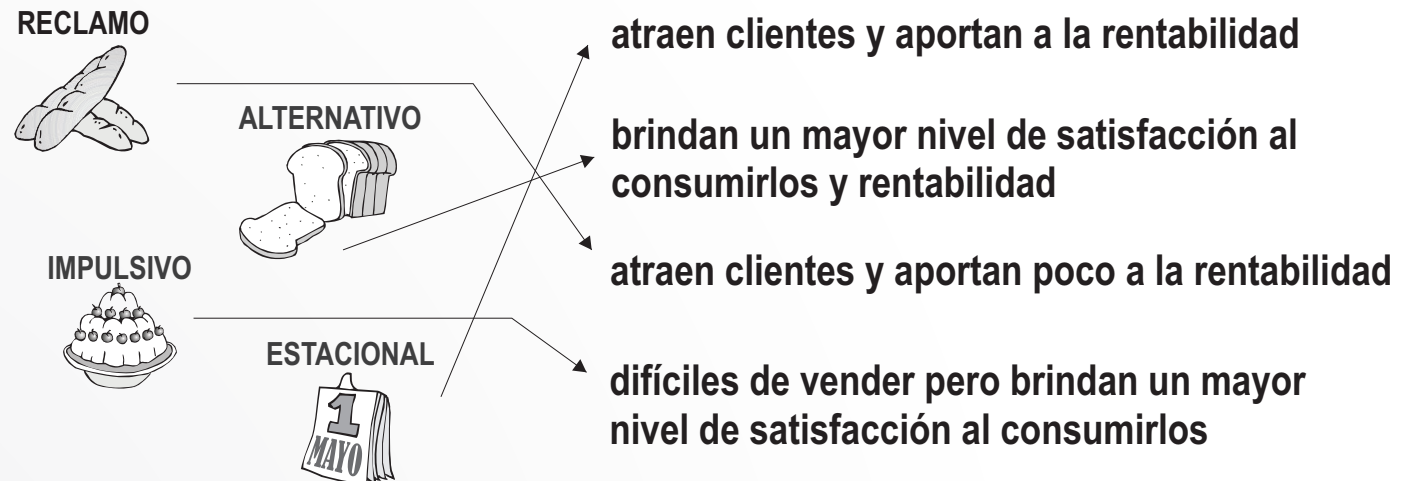 RECLAMO
ALTERNATIVO
IMPULSIVO
ESTACIONAL
1
MAYO
atraen clientes y aportan a la rentabilidad
brindan un mayor nivel de satisfacción al
consumirlos y rentabilidad
atraen clientes y aportan poco a la rentabilidad
difíciles de vender pero brindan un mayor
nivel de satisfacción al consumirlos